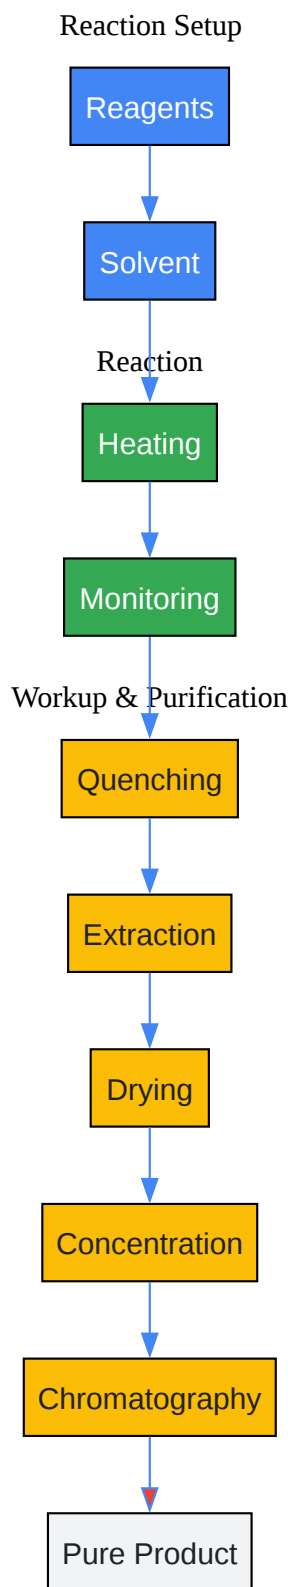 Reaction Setup
Reagents
Solvent
Reaction
Heating
Monitoring
Workup & Purification
Quenching
Extraction
Drying
Concentration
Chromatography
Pure Product